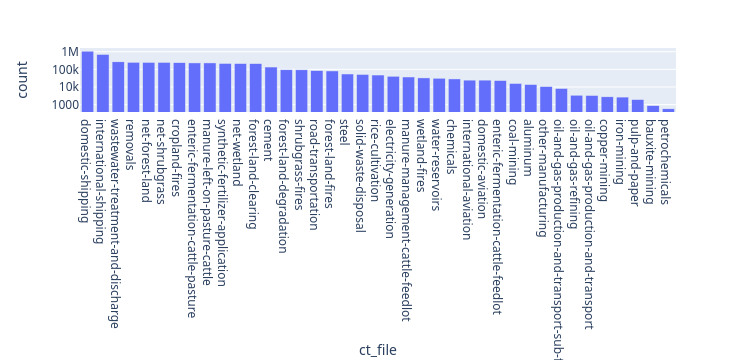 1M
100k
10k
1000
count
domestic-shipping
international-shipping
wastewater-treatment-and-discharge
removals
net-forest-land
net-shrubgrass
cropland-fires
enteric-fermentation-cattle-pasture
manure-left-on-pasture-cattle
synthetic-fertilizer-application
net-wetland
forest-land-clearing
cement
forest-land-degradation
shrubgrass-fires
road-transportation
forest-land-fires
steel
solid-waste-disposal
rice-cultivation
electricity-generation
manure-management-cattle-feedlot
wetland-fires
water-reservoirs
chemicals
international-aviation
domestic-aviation
enteric-fermentation-cattle-feedlot
coal-mining
aluminum
other-manufacturing
oil-and-gas-production-and-transport-sub-
oil-and-gas-refining
oil-and-gas-production-and-transport
copper-mining
iron-mining
pulp-and-paper
bauxite-mining
petrochemicals
ct_file